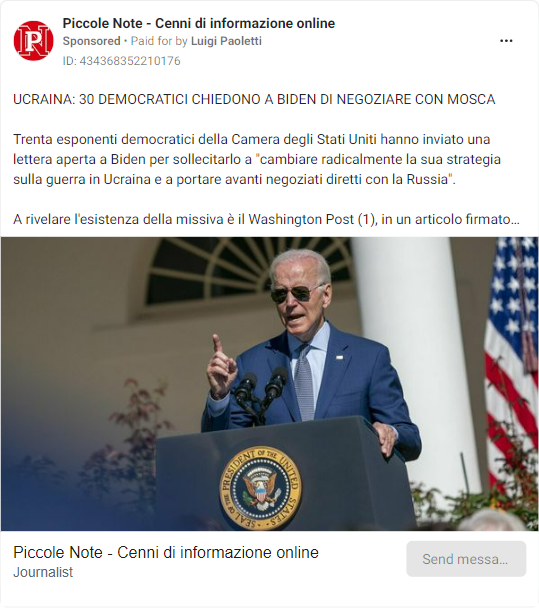 Piccole Note - Cenni di informazione online
Sponsored • Paid for by Luigi Paoletti
ID: 434368352210176
UCRAINA: 30 DEMOCRATICI CHIEDONO A BIDEN DI NEGOZIARE CON MOSCA
Trenta esponenti democratici della Camera degli Stati Uniti hanno inviato una
lettera aperta a Biden per sollecitarlo a "cambiare radicalmente la sua strategia
sulla guerra in Ucraina e a portare avanti negoziati diretti con la Russia".
A rivelare l'esistenza della missiva è il Washington Post (1), in un articolo firmato...
SEAL OF THE PRESIDENT OF THE UNITED STATES
Piccole Note - Cenni di informazione online
Journalist
Send messa...